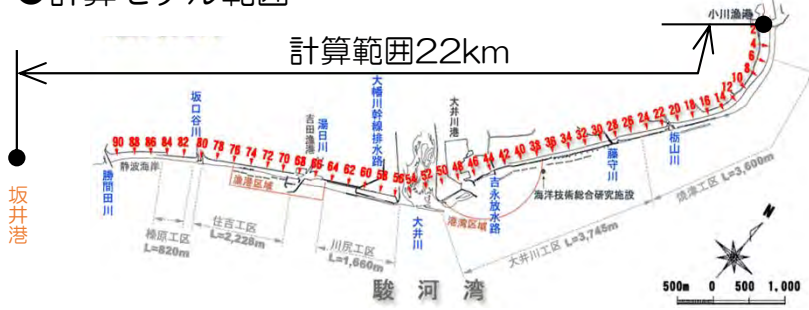 ●計算モデル範囲
小川漁港
計算範囲22km
2
4
6
8
10
12
14
16
18
20
22
24
26
28
30
32
34
36
38
40
42
44
46
48
50
52
54
56
58
60
62
64
66
68
70
72
74
76
78
80
82
84
86
88
90
大井川港
大幡川幹線排水路
吉田漁港
湯日川
坂口谷川
静波海岸
勝間田川
坂井港
漁港区域
榛原工区
L=820m
住吉工区
L=2,228m
川尻工区
L=1,660m
大井川
港湾区域
吉永放水路
海洋技術総合研究施設
藤守川
栃山川
大井川工区 L=3,745m
焼津工区 L=3,600m
駿河湾
N
500m 0 500 1,000